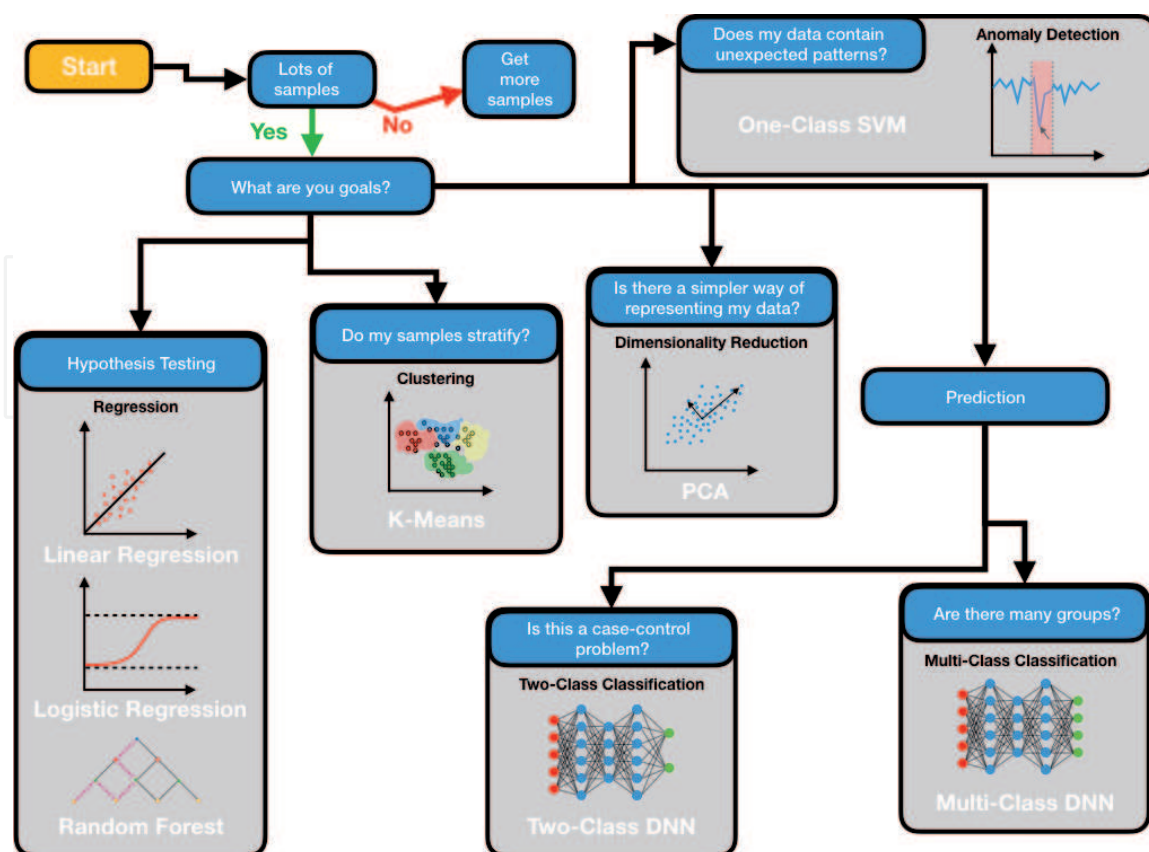 Start
Lots of
samples
Get
more
samples
Yes
No
Does my data contain
unexpected patterns?
Anomaly Detection
One-Class SVM
What are you goals?
Hypothesis Testing
Regression
Linear Regression
Logistic Regression
Random Forest
Do my samples stratify?
Clustering
K-Means
Is there a simpler way of
representing my data?
Dimensionality Reduction
PCA
Prediction
Is this a case-control
problem?
Two-Class Classification
Two-Class DNN
Are there many groups?
Multi-Class Classification
Multi-Class DNN